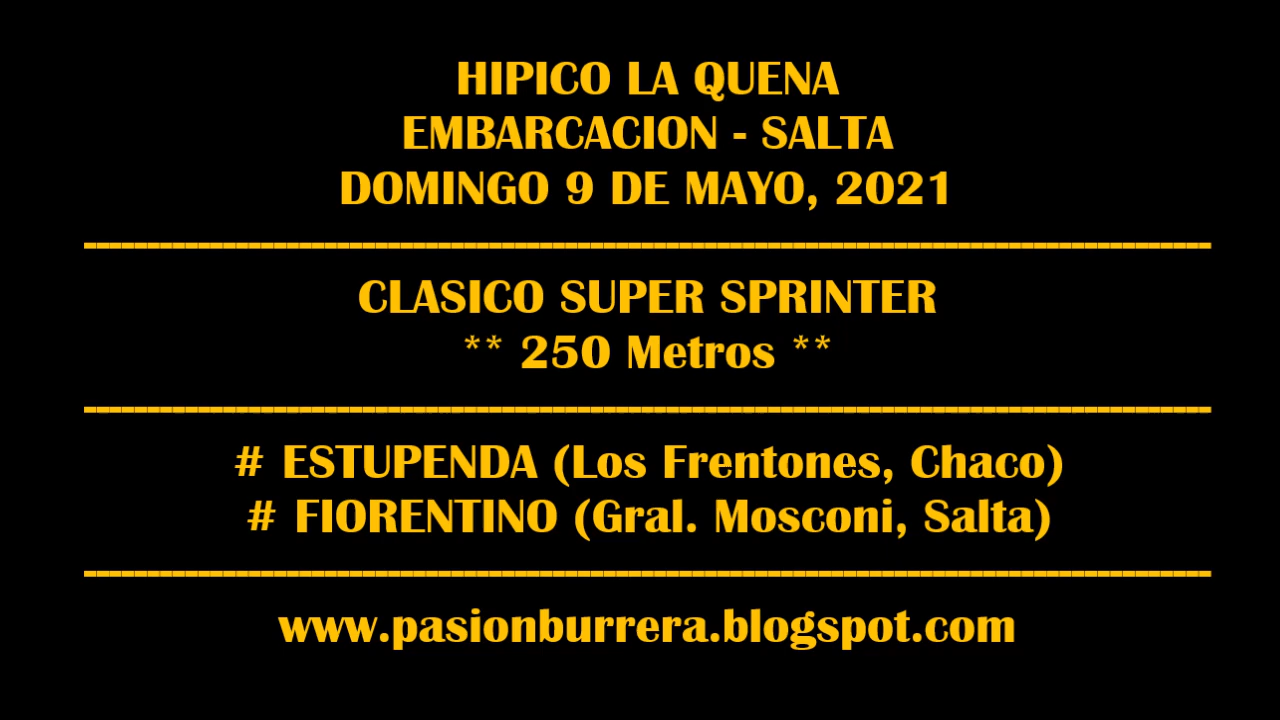 HIPICO LA QUENA
EMBARCACION - SALTA
DOMINGO 9 DE MAYO, 2021
CLASICO SUPER SPRINTER
** 250 Metros **
# ESTUPENDA (Los Frentones, Chaco)
# FIORENTINO (Gral. Mosconi, Salta)
www.pasionburrera.blogspot.com